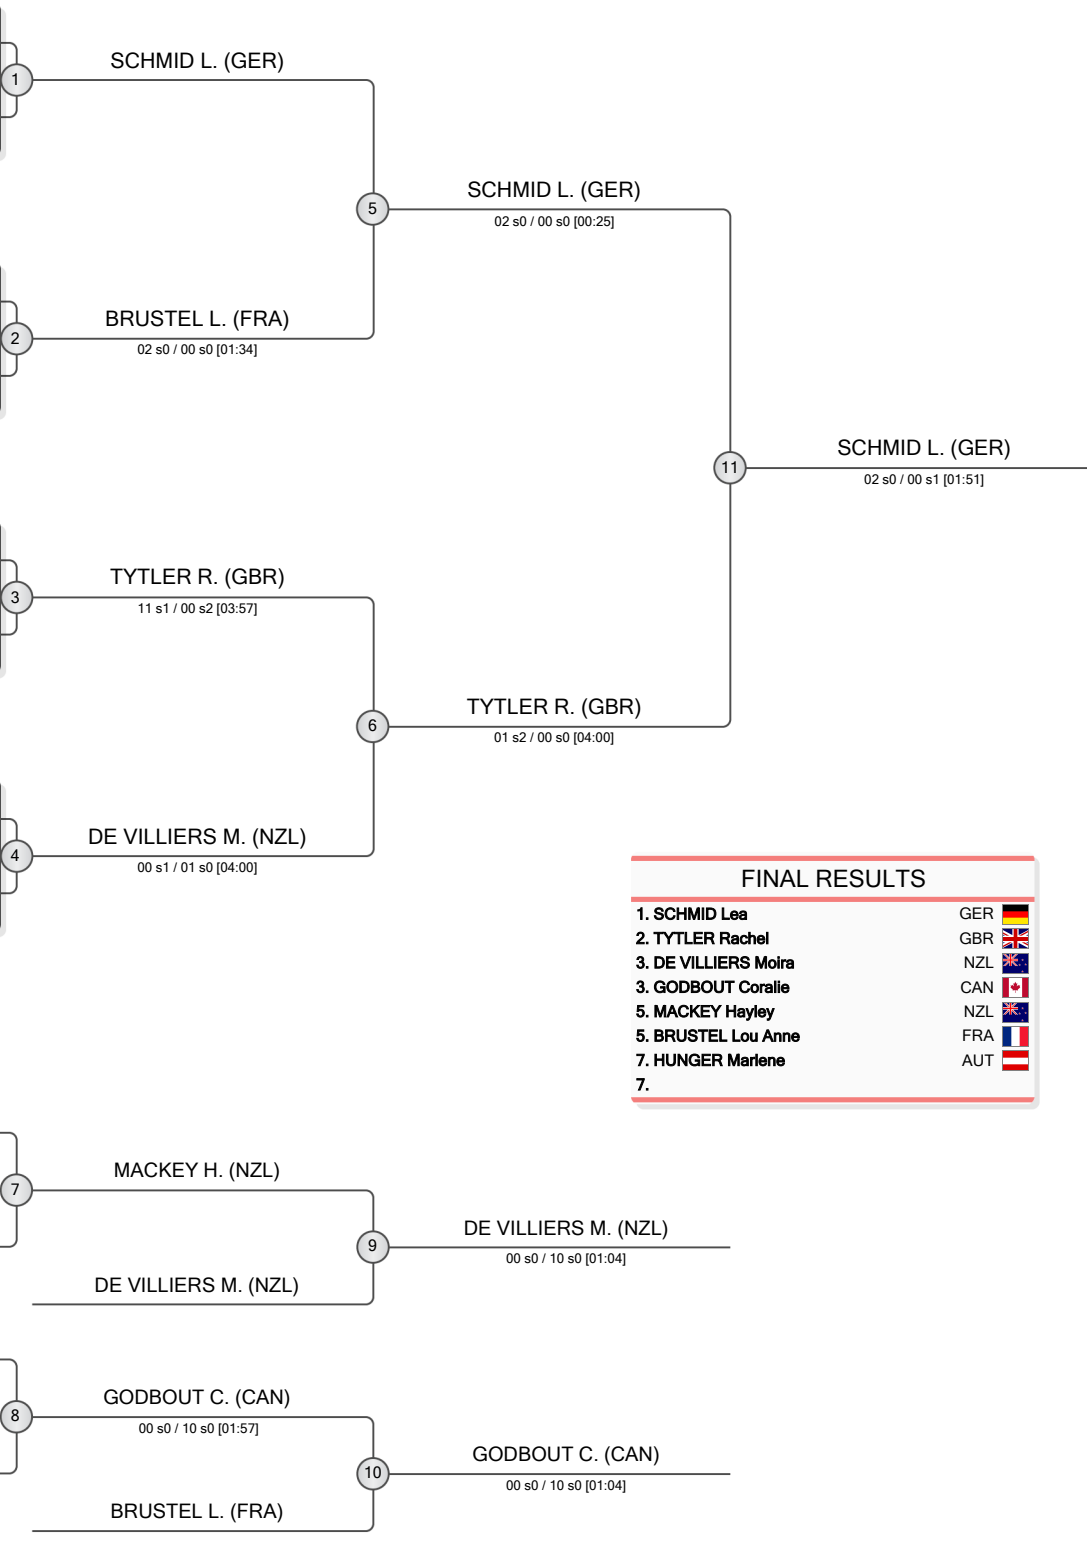 SCHMID L. (GER)
1
SCHMID L. (GER)
5
02 s0 / 00 s0 [00:25]
BRUSTEL L. (FRA)
2
02 s0 / 00 s0 [01:34]
SCHMID L. (GER)
11
02 s0 / 00 s1 [01:51]
TYTLER R. (GBR)
3
11 s1 / 00 s2 [03:57]
TYTLER R. (GBR)
6
01 s2 / 00 s0 [04:00]
DE VILLIERS M. (NZL)
4
00 s1 / 01 s0 [04:00]
FINAL RESULTS
1. SCHMID Lea GER
2. TYTLER Rachel GBR
3. DE VILLIERS Moira NZL
3. GODBOUT Coralie CAN
5. MACKEY Hayley NZL
5. BRUSTEL Lou Anne FRA
7. HUNGER Marlene AUT
7.
MACKEY H. (NZL)
7
DE VILLIERS M. (NZL)
9
00 s0 / 10 s0 [01:04]
DE VILLIERS M. (NZL)
GODBOUT C. (CAN)
8
00 s0 / 10 s0 [01:57]
GODBOUT C. (CAN)
10
00 s0 / 10 s0 [01:04]
BRUSTEL L. (FRA)